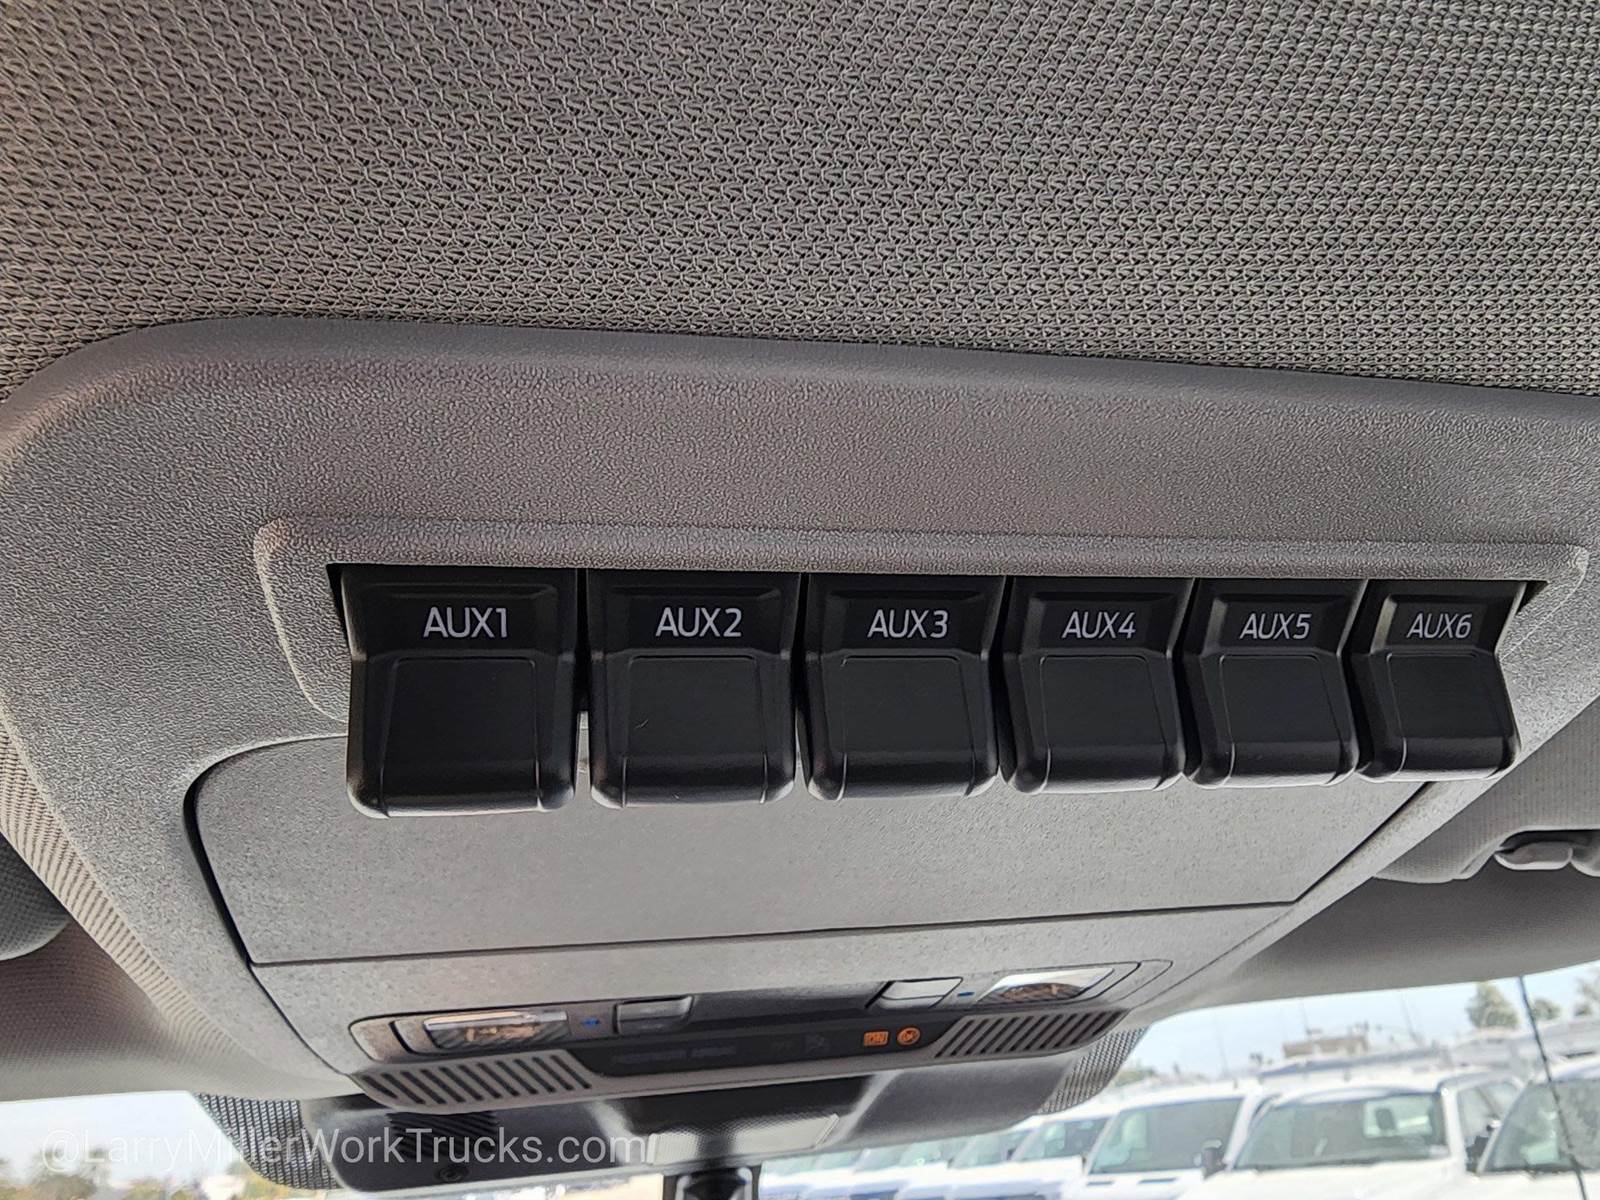 AUX1 AUX2 AUX3 AUX4 AUX5 AUX6
@LarryMillerWorkTrucks.com